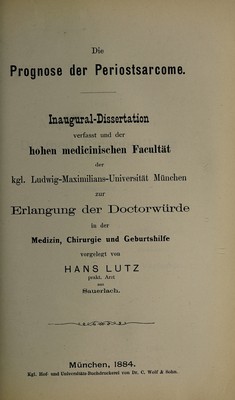 Die
Prognose der Periostsarcome.
Inaugural-Dissertation
verfasst und der
hohen medicinischen Facultät
der
kgl. Ludwig-Maximilians-Universität München
zur
Erlangung der Doctorwürde
in der
Medizin, Chirurgie und Geburtshilfe
vorgelegt von
HANS LUTZ
prakt. Arzt
aus
Sauerlach.
München, 1884.
Kgl. Hof- und Universitäts-Buchdruckerei von Dr. C. Wolf & Sohn.